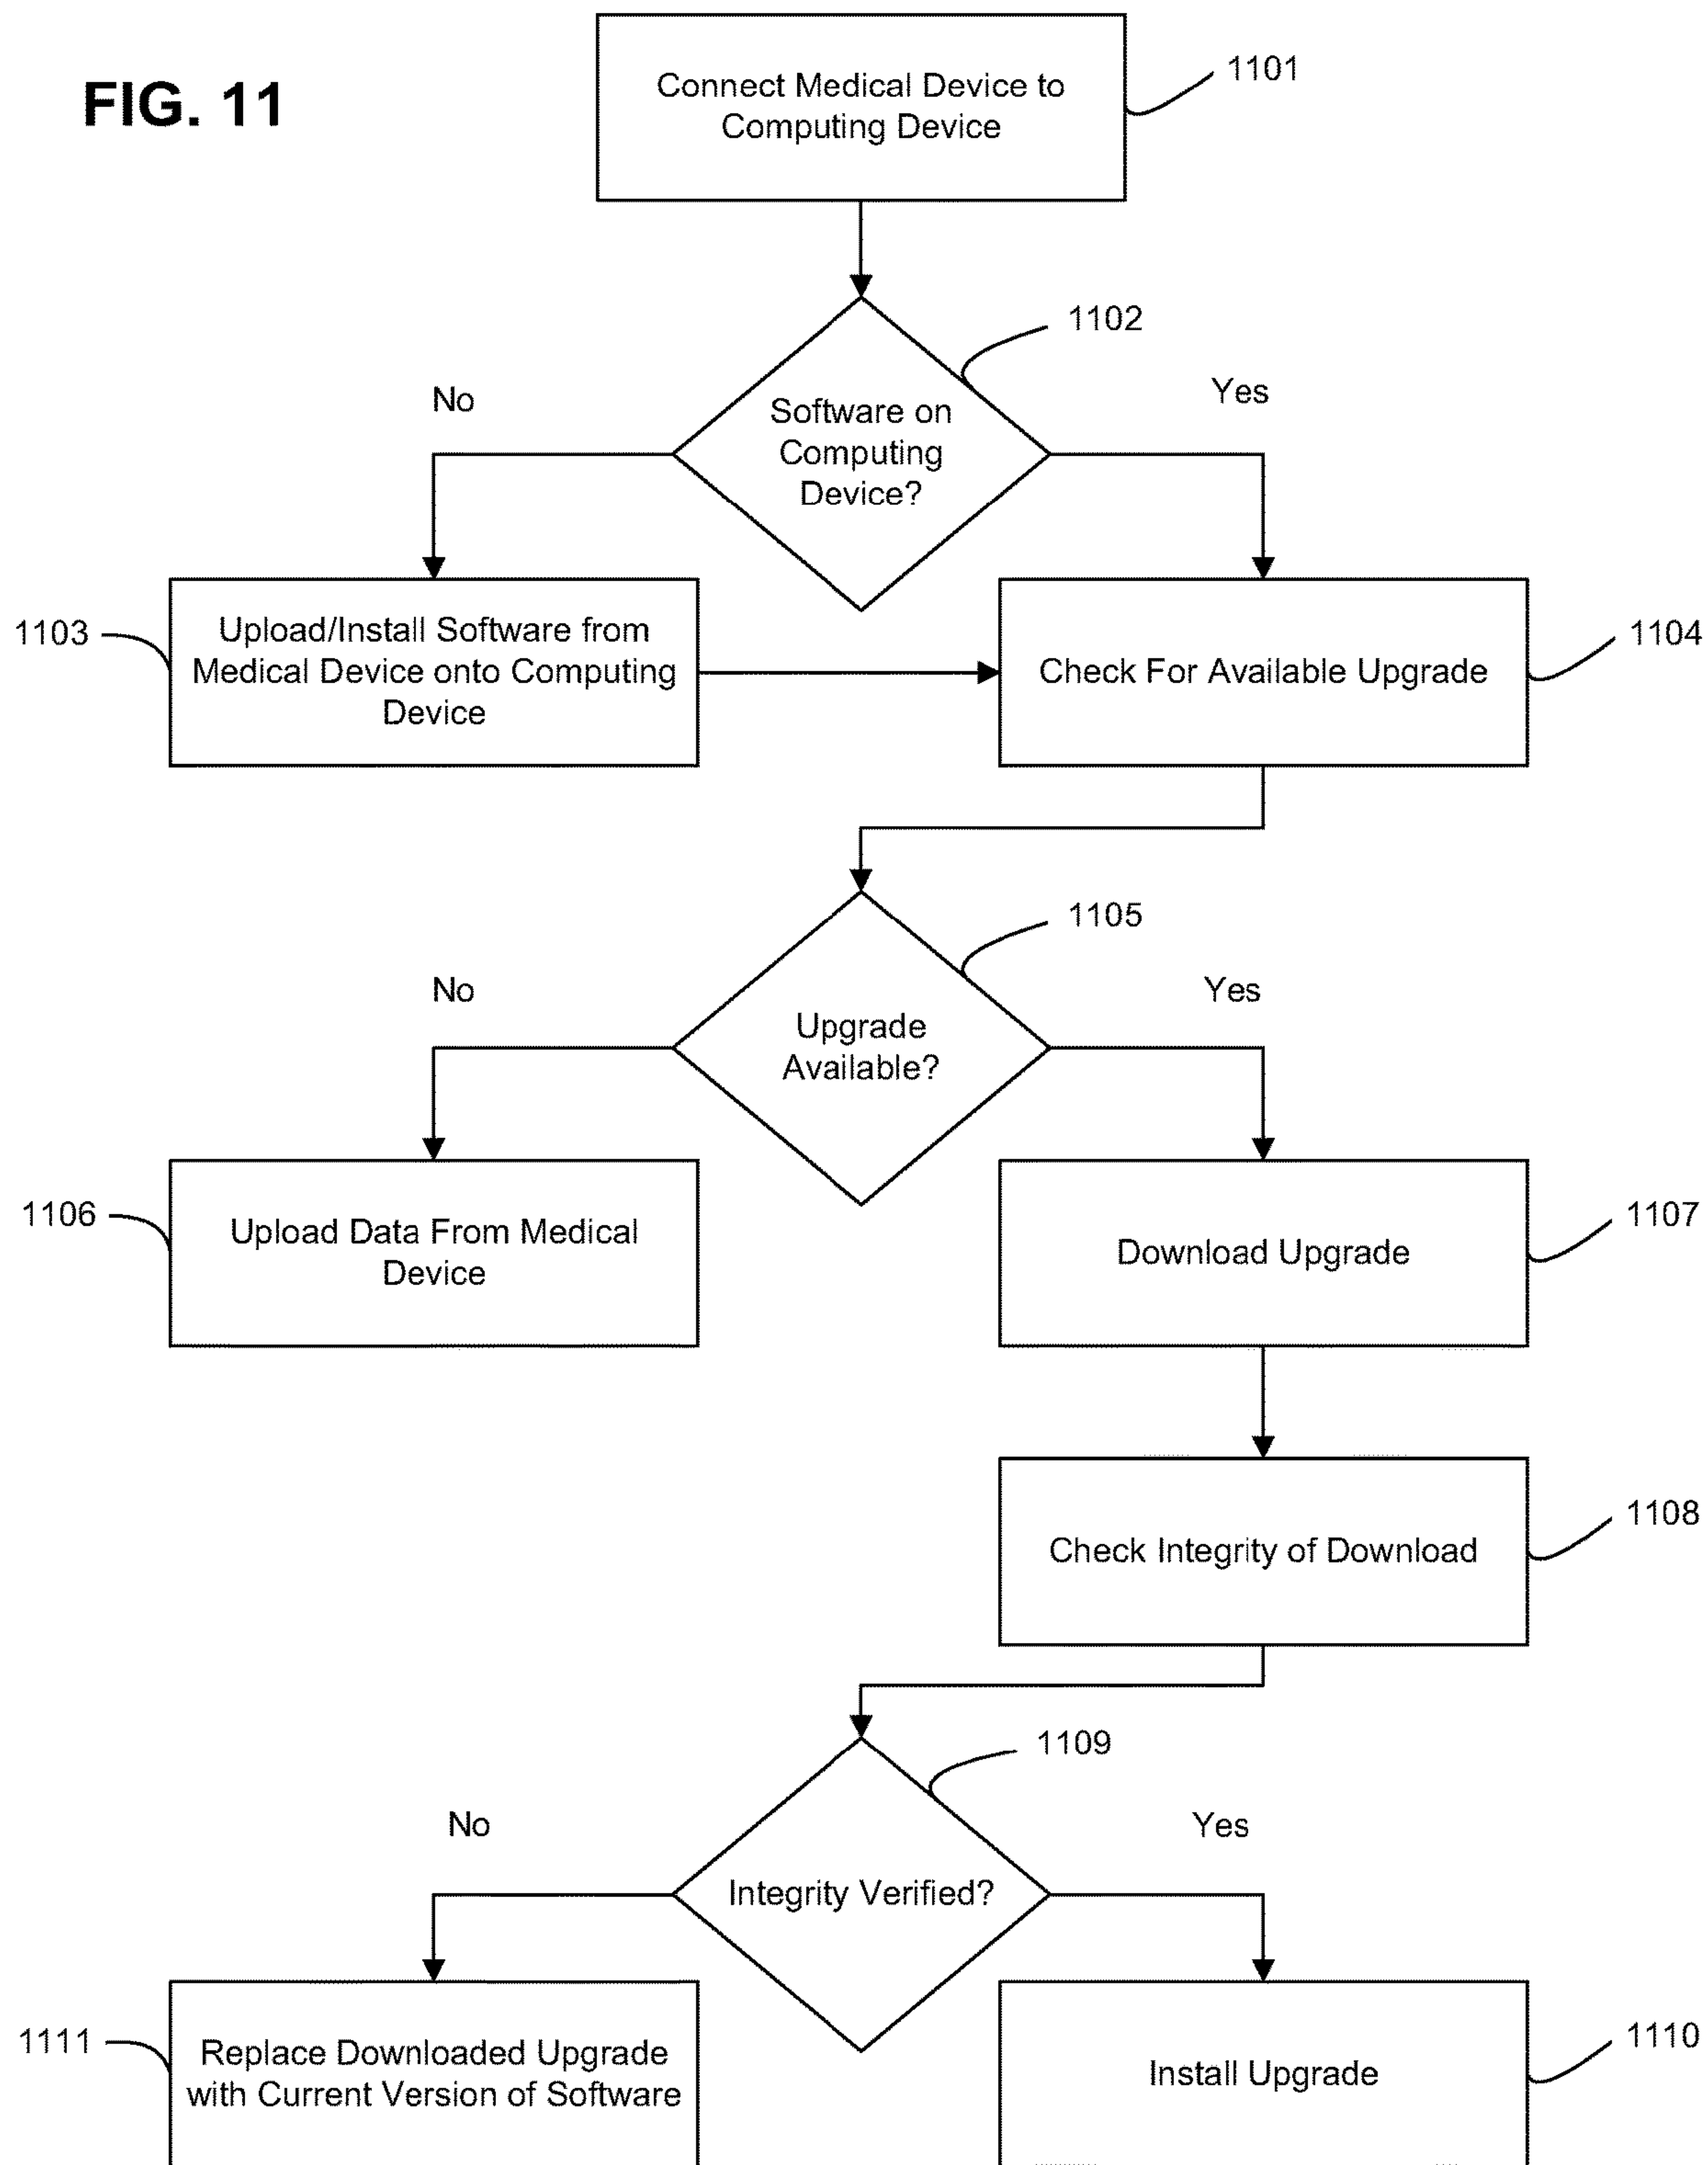 FIG. 11
Connect Medical Device to
Computing Device
1101
1102
No
Yes
Software on
Computing
Device?
1103
Upload/Install Software from
Medical Device onto Computing
Device
Check For Available Upgrade
1104
1105
No
Yes
Upgrade
Available?
1106
Upload Data From Medical
Device
Download Upgrade
1107
Check Integrity of Download
1108
1109
No
Yes
Integrity Verified?
1111
Replace Downloaded Upgrade
with Current Version of Software
Install Upgrade
1110